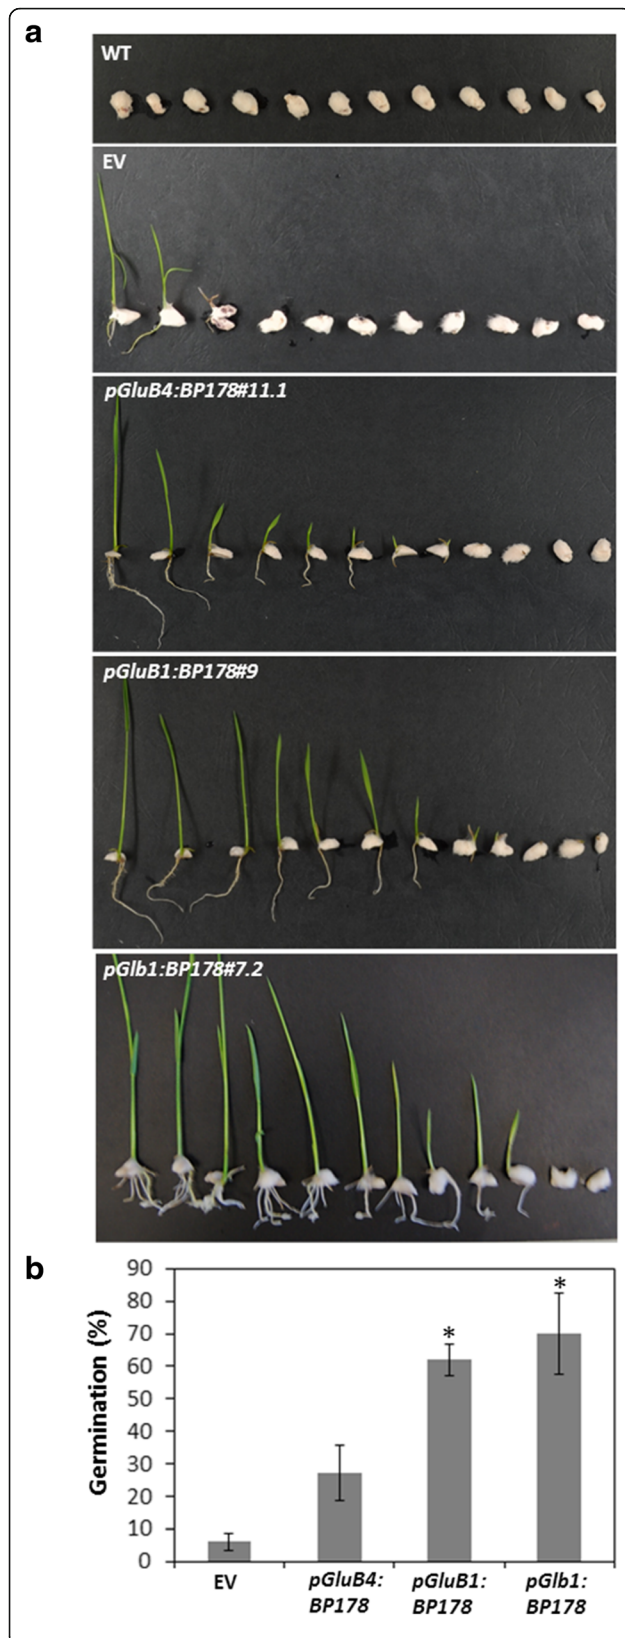 a
WT
EV
pGluB4:BP178#11.1
pGluB1:BP178#9
pGlb1:BP178#7.2
b
Germination (%)
90
80
70
60
50
40
30
20
10
0
*
*
EV
pGluB4:
BP178
pGluB1:
BP178
pGlb1:
BP178